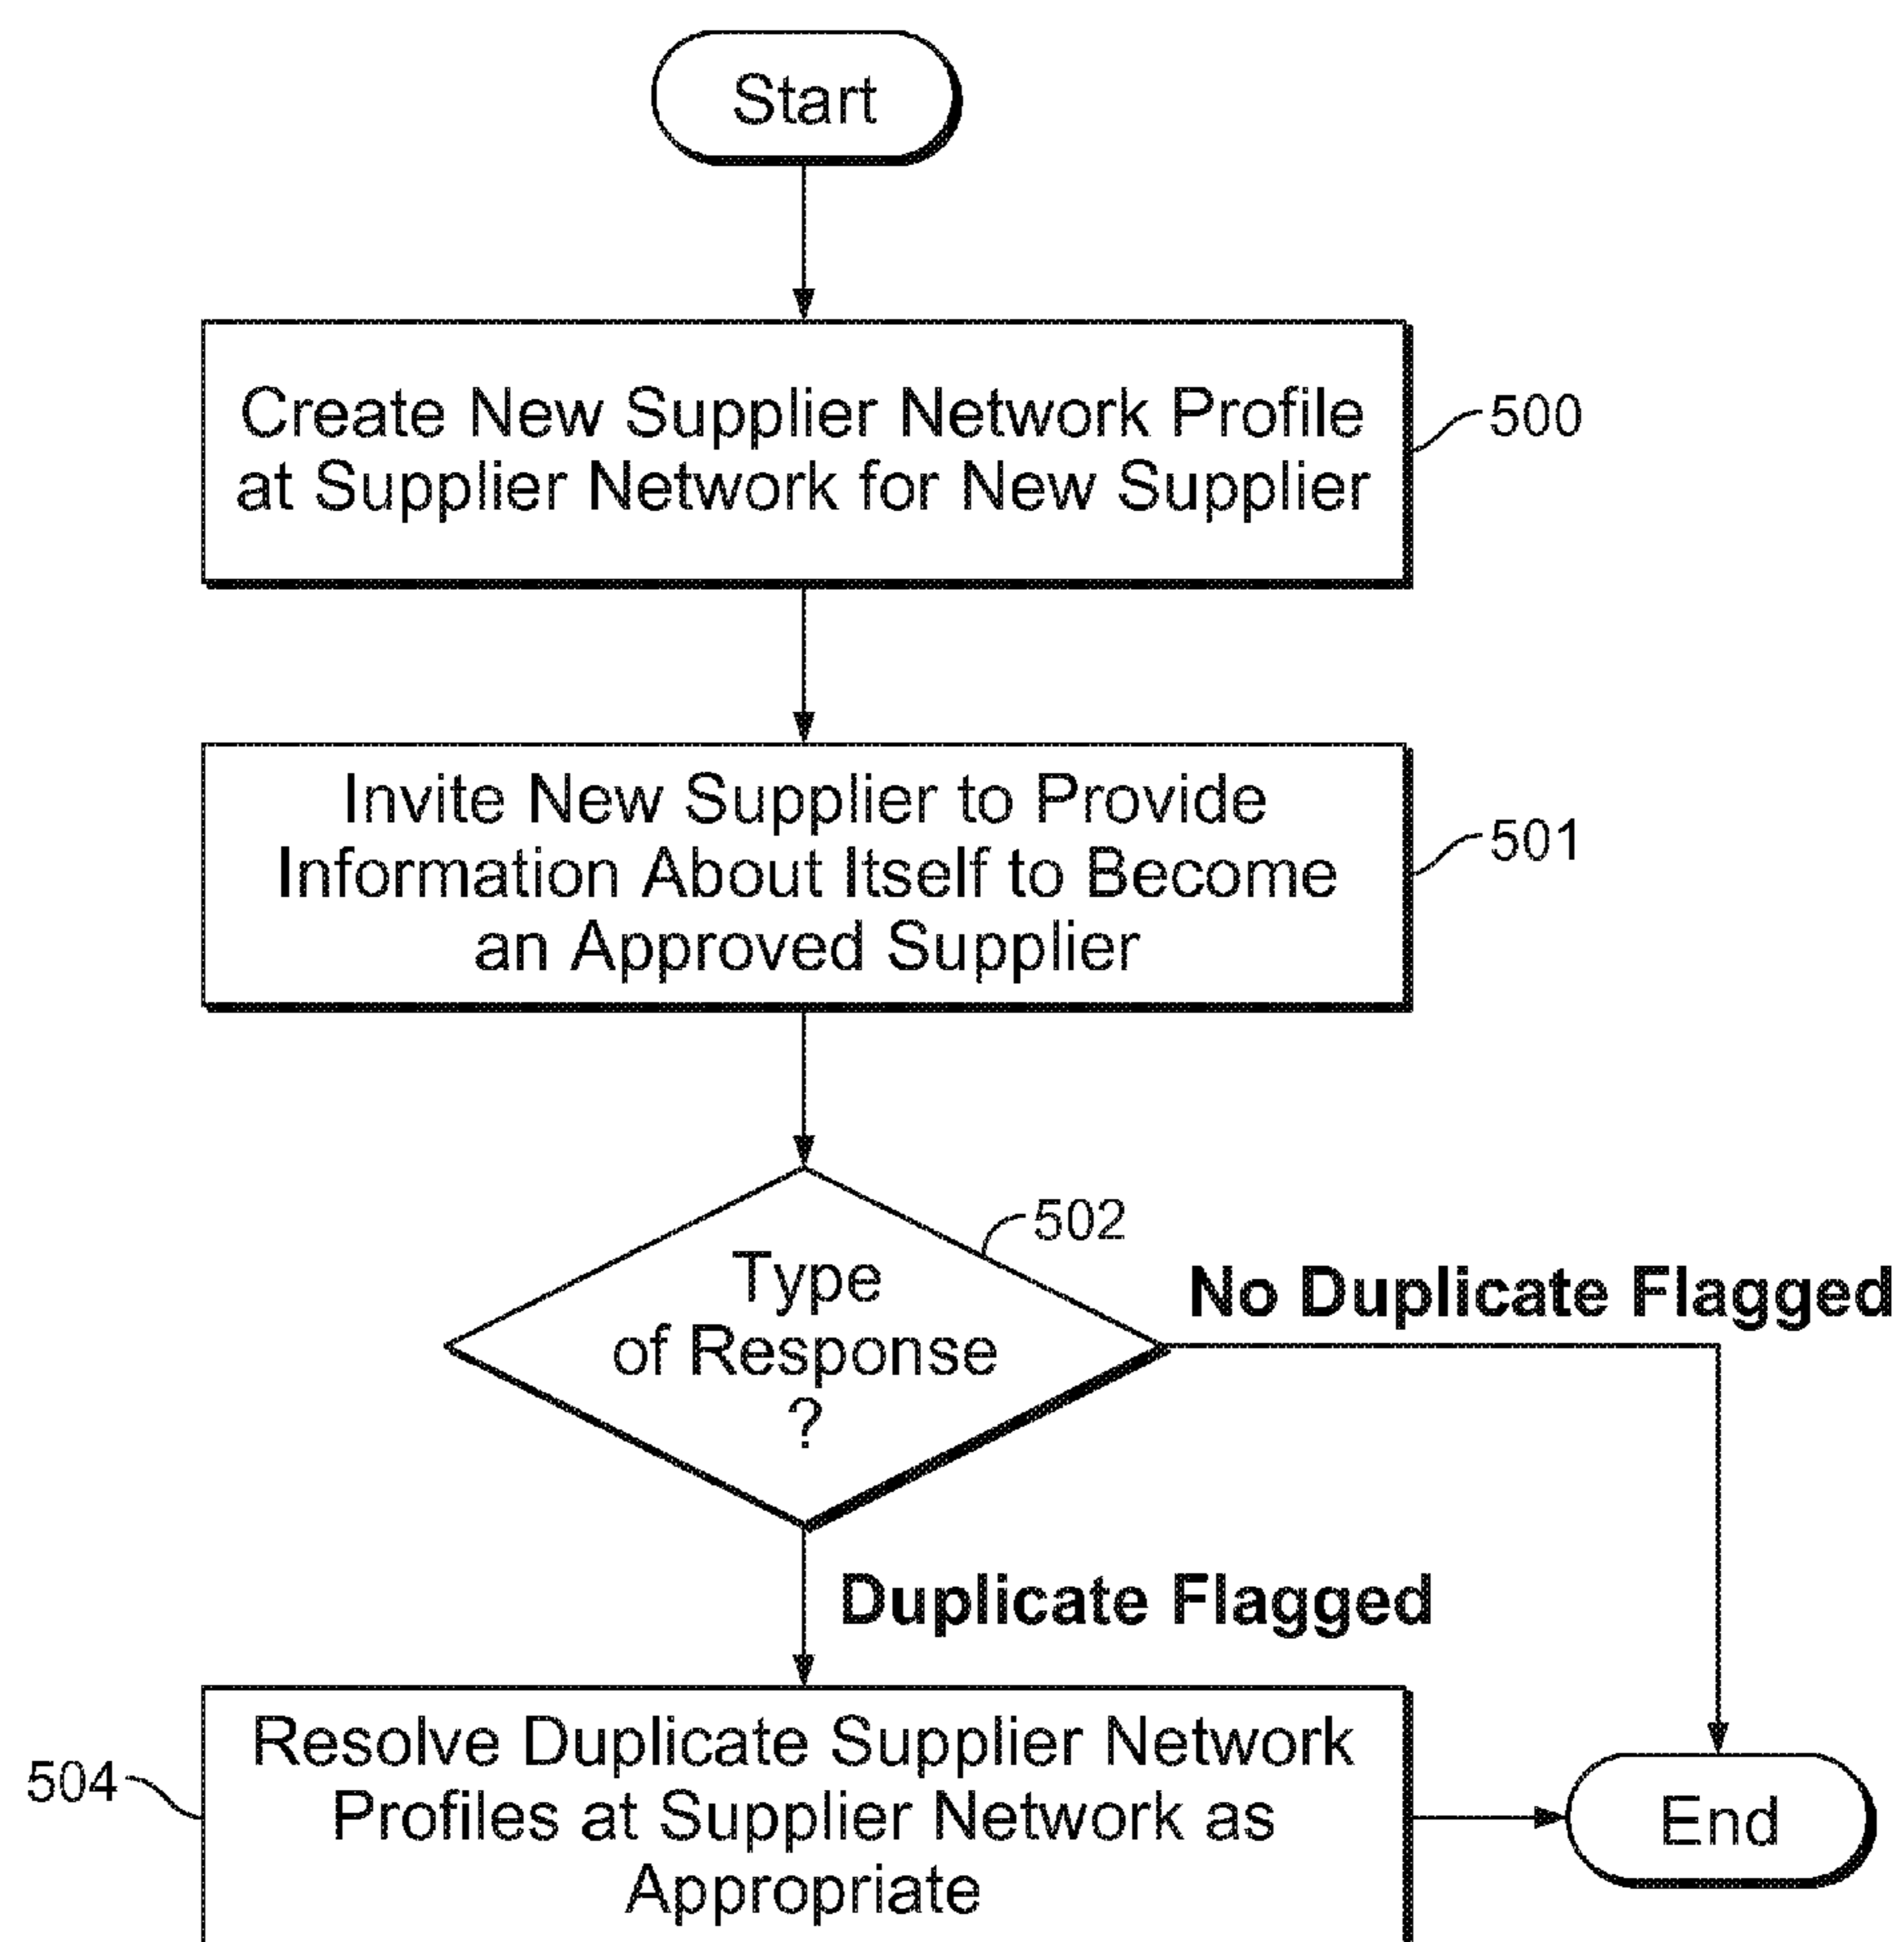 Start
Create New Supplier Network Profile
at Supplier Network for New Supplier
500
Invite New Supplier to Provide
Information About Itself to Become
an Approved Supplier
501
502
Type
of Response
?
No Duplicate Flagged
Duplicate Flagged
504
Resolve Duplicate Supplier Network
Profiles at Supplier Network as
Appropriate
End